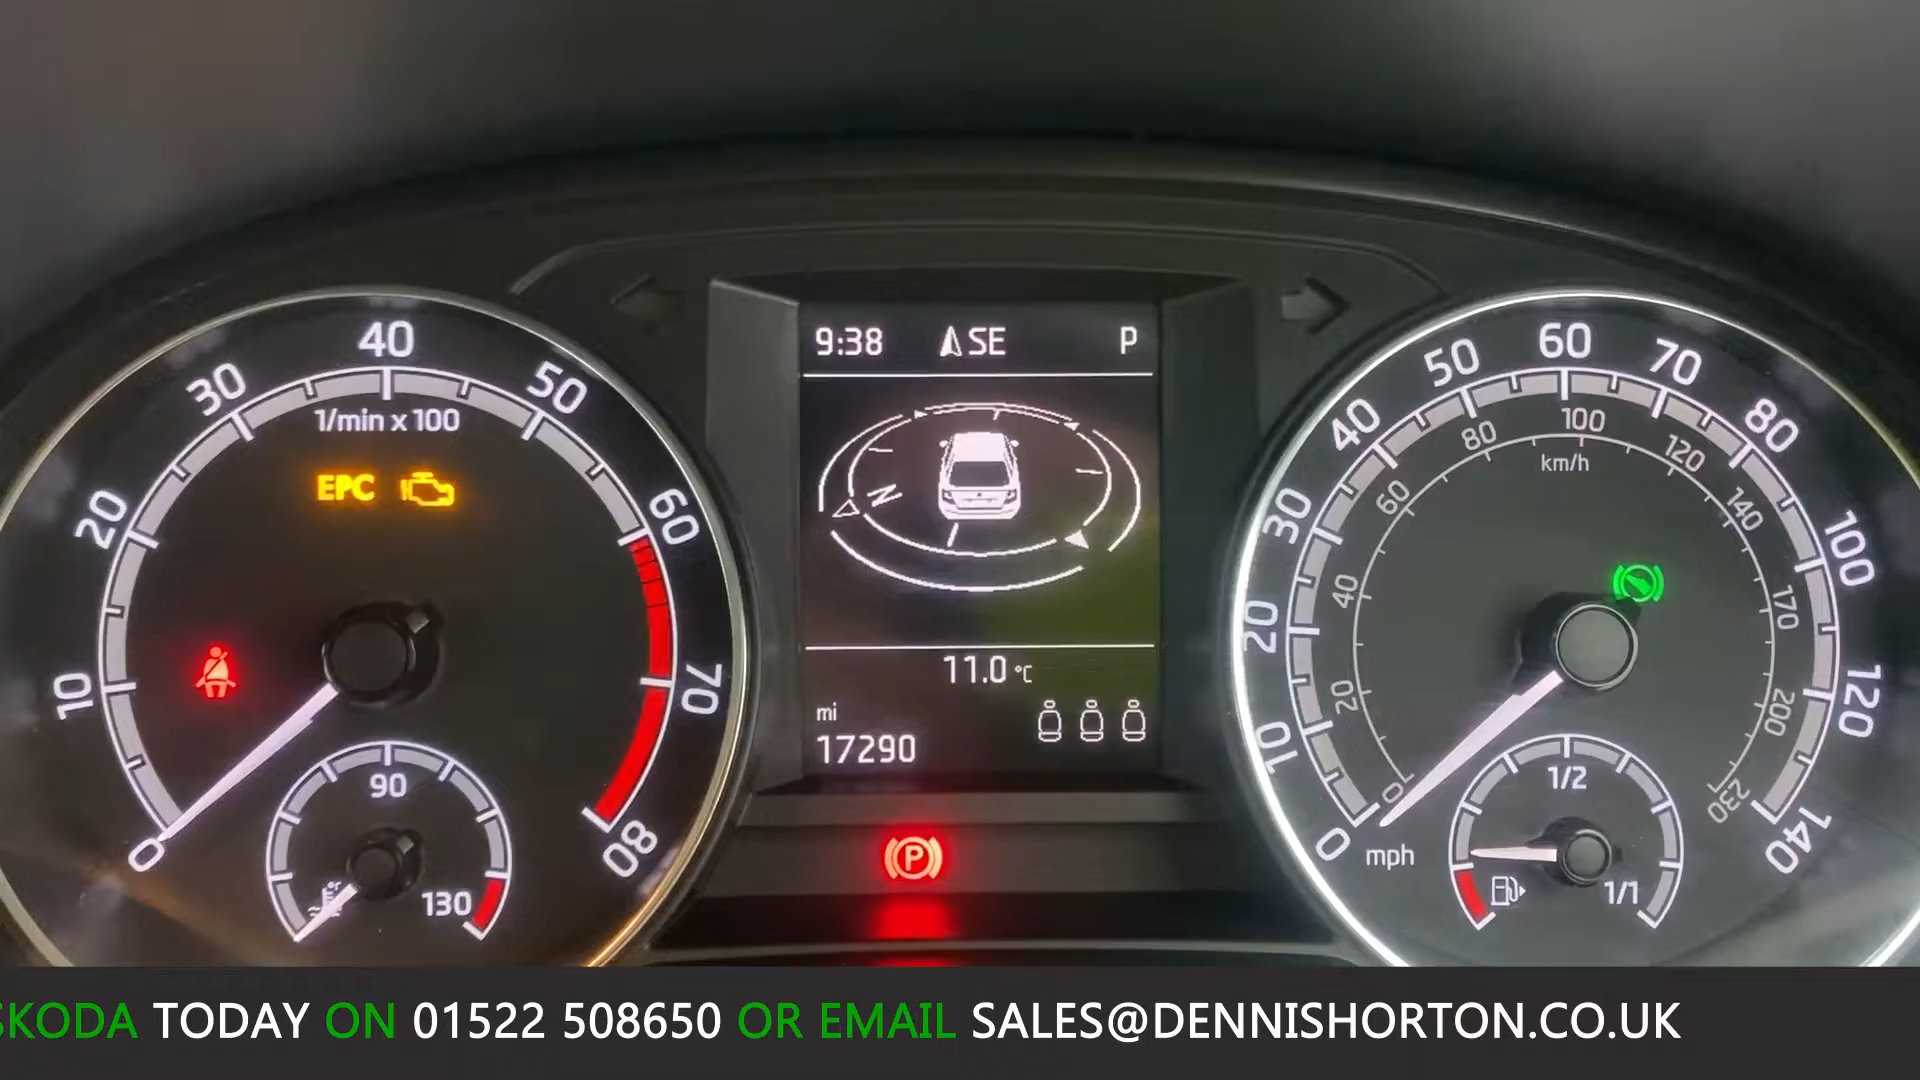 9:38 SE P
N
11.0 °C
mi
17290
0 10 20 30 40 50 60 70 80
1/min x 100
EPC
90
130
P
0 10 20 30 40 50 60 70 80 100 120 140
mph
0 20 40 60 80 100 120 140 170 200 230
km/h
1/2
1/1
SKODA TODAY ON 01522 508650 OR EMAIL SALES@DENNISHORTON.CO.UK